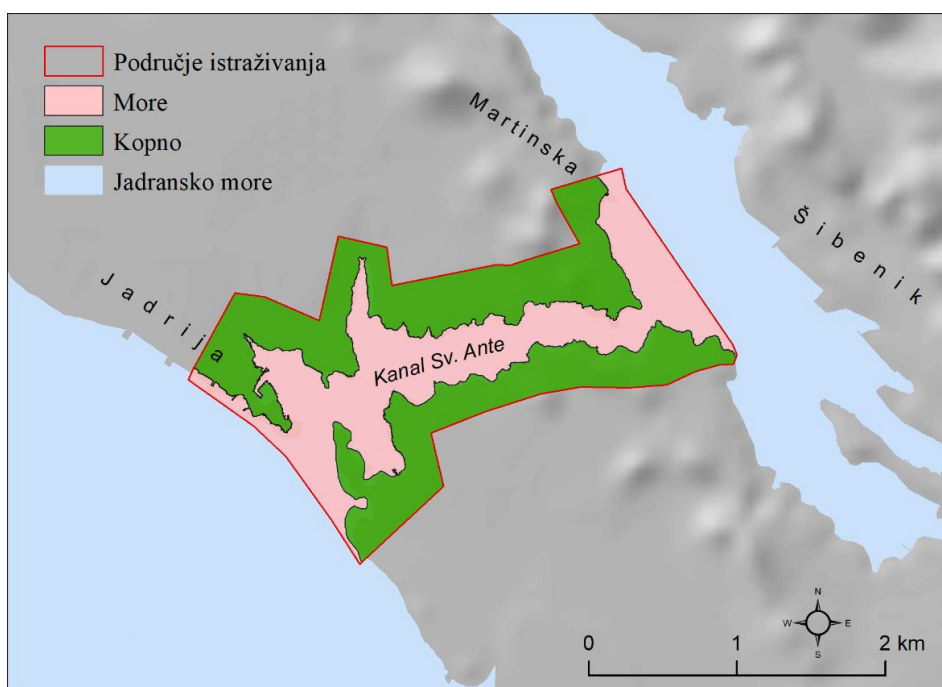 Područje istraživanja
More
Kopno
Jadransko more
Martinska
Šibenik
Jadrija
Kanal Sv. Ante
N
W E
S
0 1 2 km